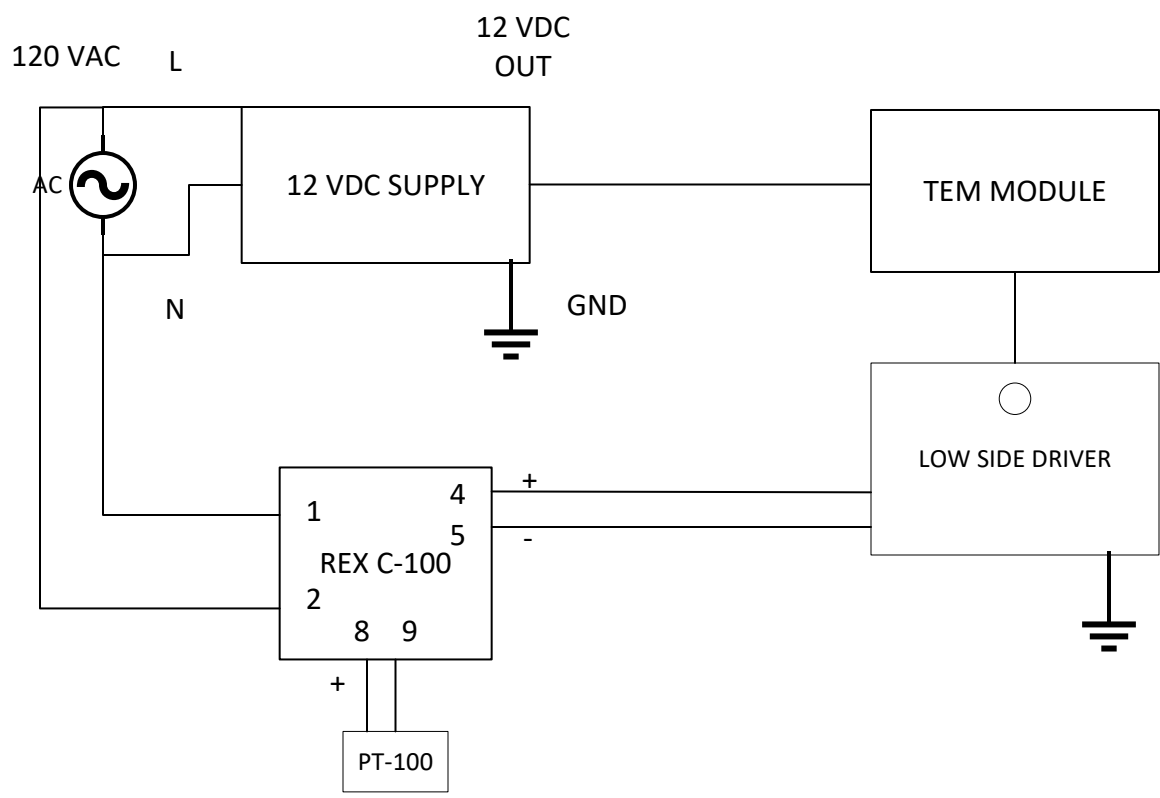 120 VAC
L
12 VDC
OUT
AC
12 VDC SUPPLY
TEM MODULE
N
GND
LOW SIDE DRIVER
1
4
+
5
-
REX C-100
2
8 9
+
PT-100